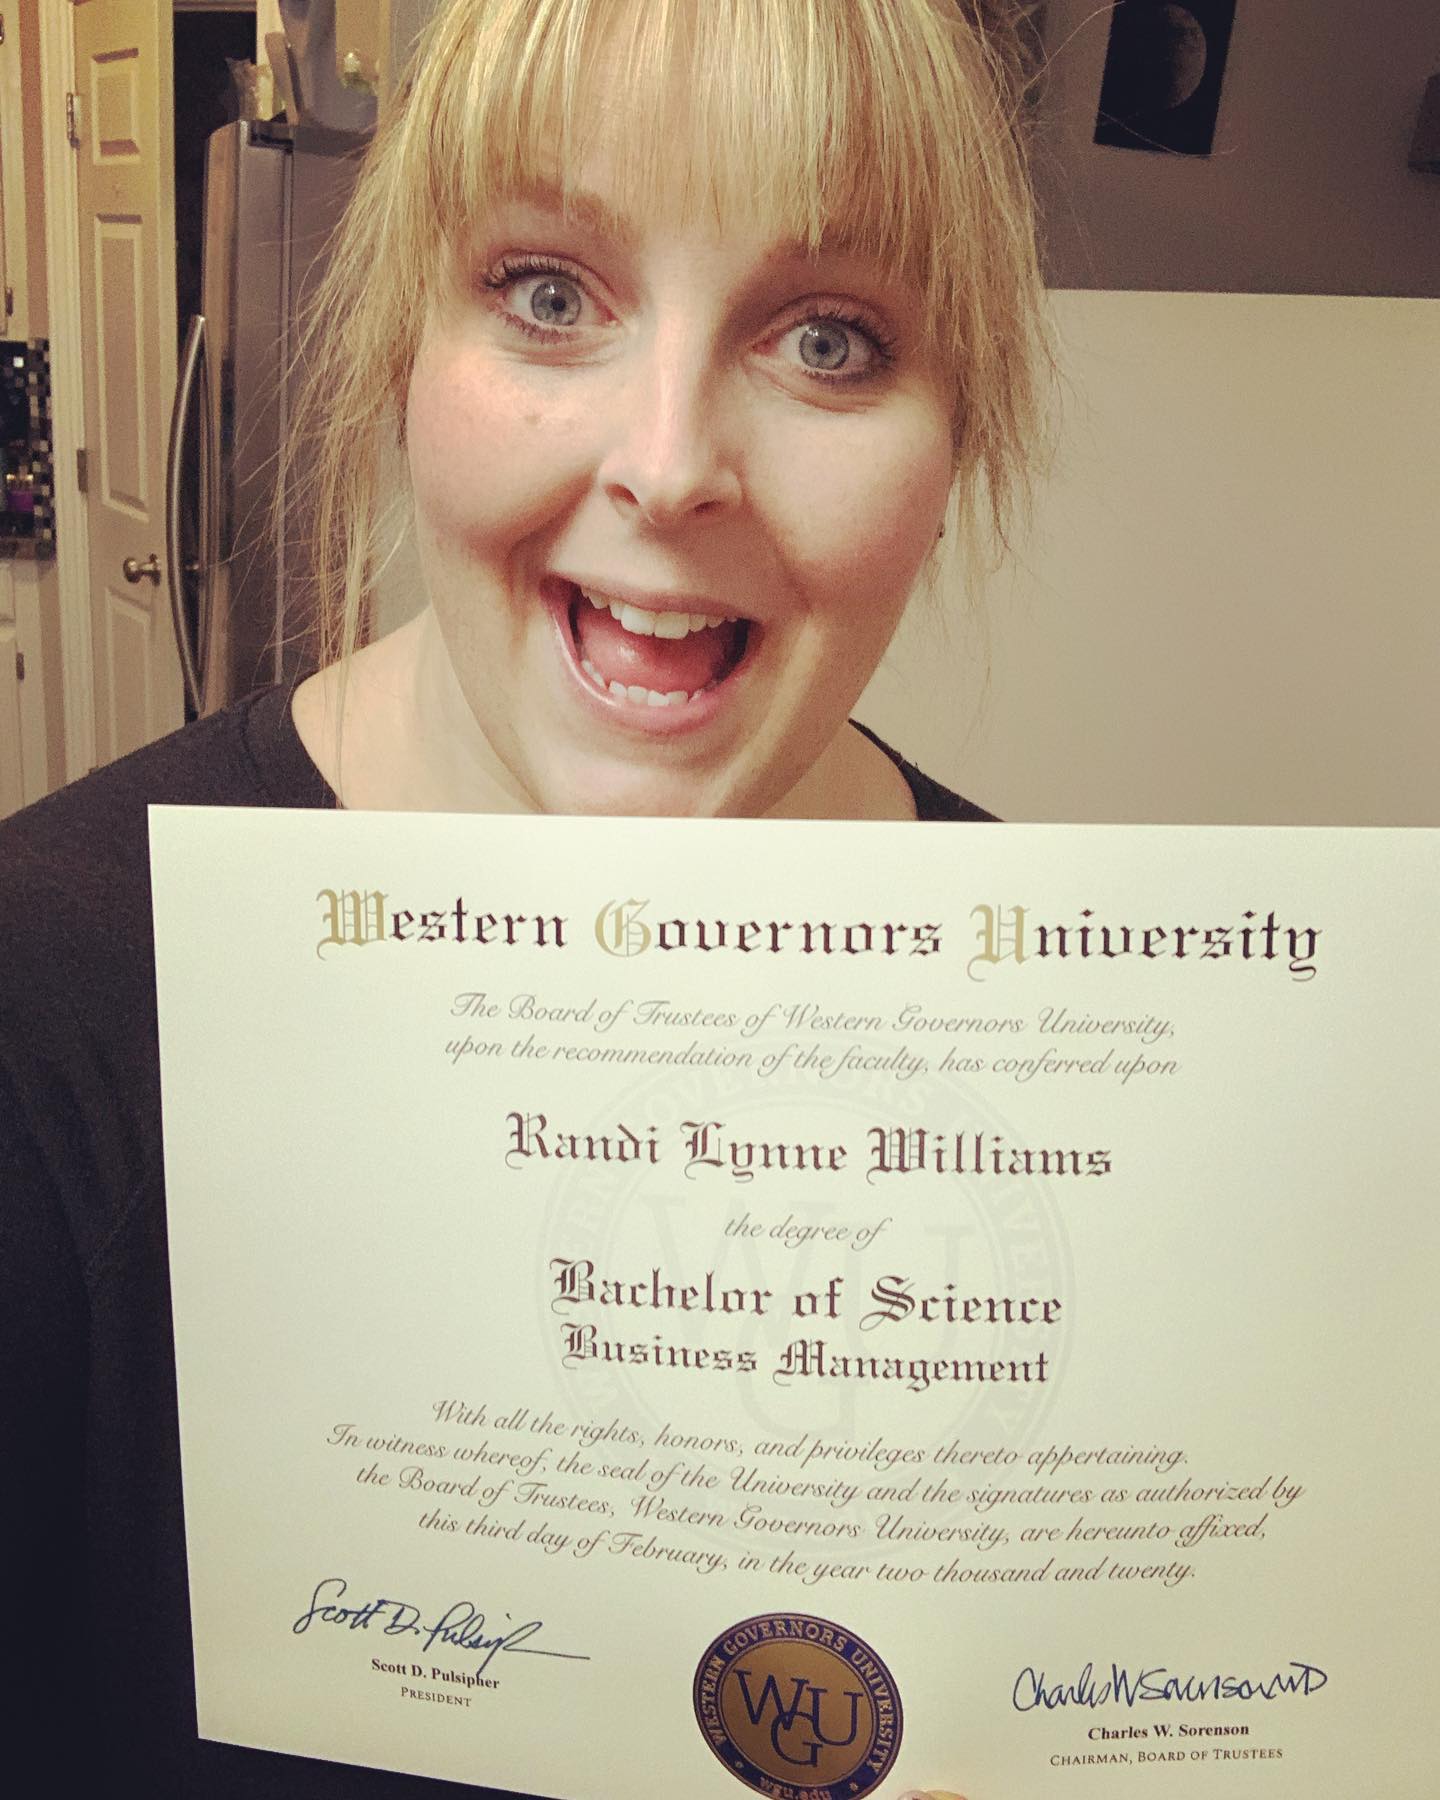 Western Governors University
The Board of Trustees of Western Governors University,
upon the recommendation of the faculty, has conferred upon
Randi Lynne Williams
the degree of
Bachelor of Science
Business Management
With all the rights, honors, and privileges thereto appertaining.
In witness whereof, the seal of the University and the signatures as authorized by
the Board of Trustees, Western Governors University, are hereunto affixed,
this third day of February, in the year two thousand and twenty.
Scott D. Pulsipher
Scott D. Pulsipher
PRESIDENT
WESTERN GOVERNORS UNIVERSITY
WGU
wgu.edu
Charles W Sorenson MD
Charles W. Sorenson
CHAIRMAN, BOARD OF TRUSTEES